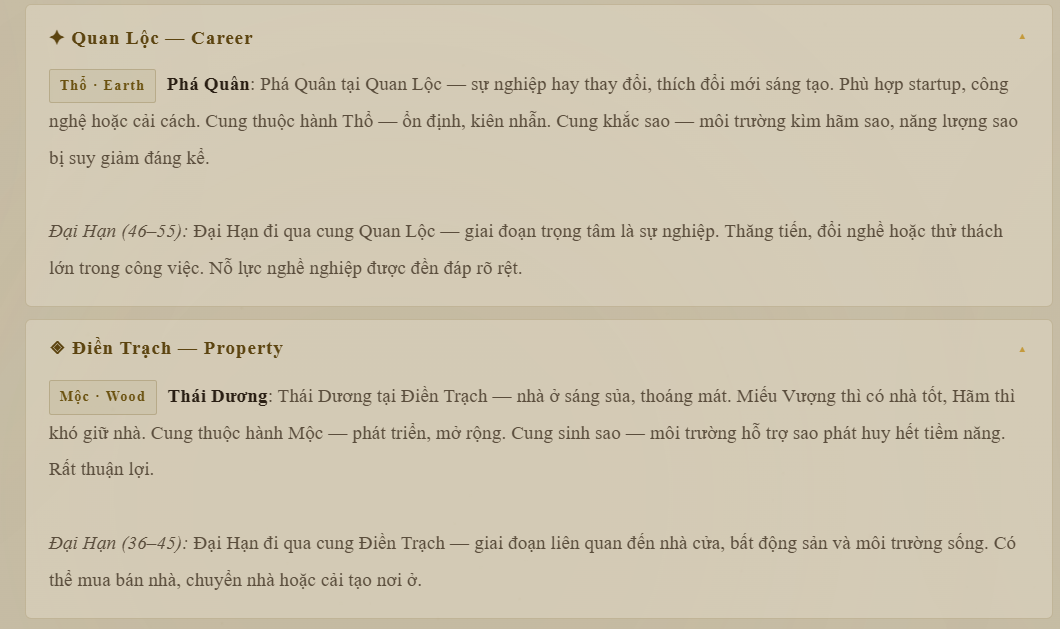 ✦ Quan Lộc — Career
Thổ · Earth Phá Quân: Phá Quân tại Quan Lộc — sự nghiệp hay thay đổi, thích đổi mới sáng tạo. Phù hợp startup, công
nghệ hoặc cải cách. Cung thuộc hành Thổ — ổn định, kiên nhẫn. Cung khắc sao — môi trường kìm hãm sao, năng lượng sao
bị suy giảm đáng kể.
Đại Hạn (46–55): Đại Hạn đi qua cung Quan Lộc — giai đoạn trọng tâm là sự nghiệp. Thăng tiến, đổi nghề hoặc thử thách
lớn trong công việc. Nỗ lực nghề nghiệp được đền đáp rõ rệt.
◈ Điền Trạch — Property
Mộc · Wood Thái Dương: Thái Dương tại Điền Trạch — nhà ở sáng sủa, thoáng mát. Miếu Vượng thì có nhà tốt, Hãm thì
khó giữ nhà. Cung thuộc hành Mộc — phát triển, mở rộng. Cung sinh sao — môi trường hỗ trợ sao phát huy hết tiềm năng.
Rất thuận lợi.
Đại Hạn (36–45): Đại Hạn đi qua cung Điền Trạch — giai đoạn liên quan đến nhà cửa, bất động sản và môi trường sống. Có
thể mua bán nhà, chuyển nhà hoặc cải tạo nơi ở.